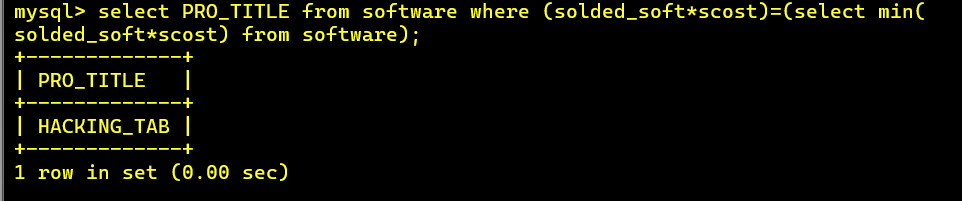 mysql> select PRO_TITLE from software where (solded_soft*scost)=(select min(
solded_soft*scost) from software);
+-------------+
| PRO_TITLE   |
+-------------+
| HACKING_TAB |
+-------------+
1 row in set (0.00 sec)